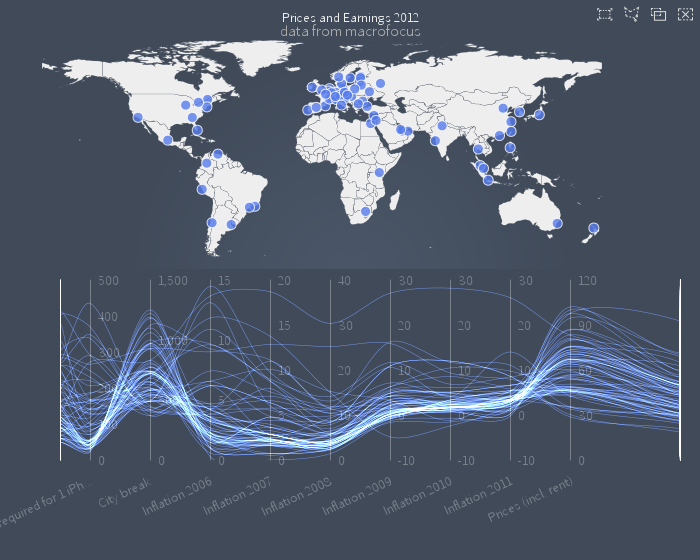 Prices and Earnings 2012
data from macrofocus
500 1,500 15 20 40 30 30 30 120
400 15 30 20 20 20 90
1,000 10
300 10 20 10 10 10 60
5 5 10 0 0 0 30
0 0 0 0 0 -10 -10 -10 0
required for 1 iPh...
City break
Inflation 2006
Inflation 2007
Inflation 2008
Inflation 2009
Inflation 2010
Inflation 2011
Prices (incl. rent)